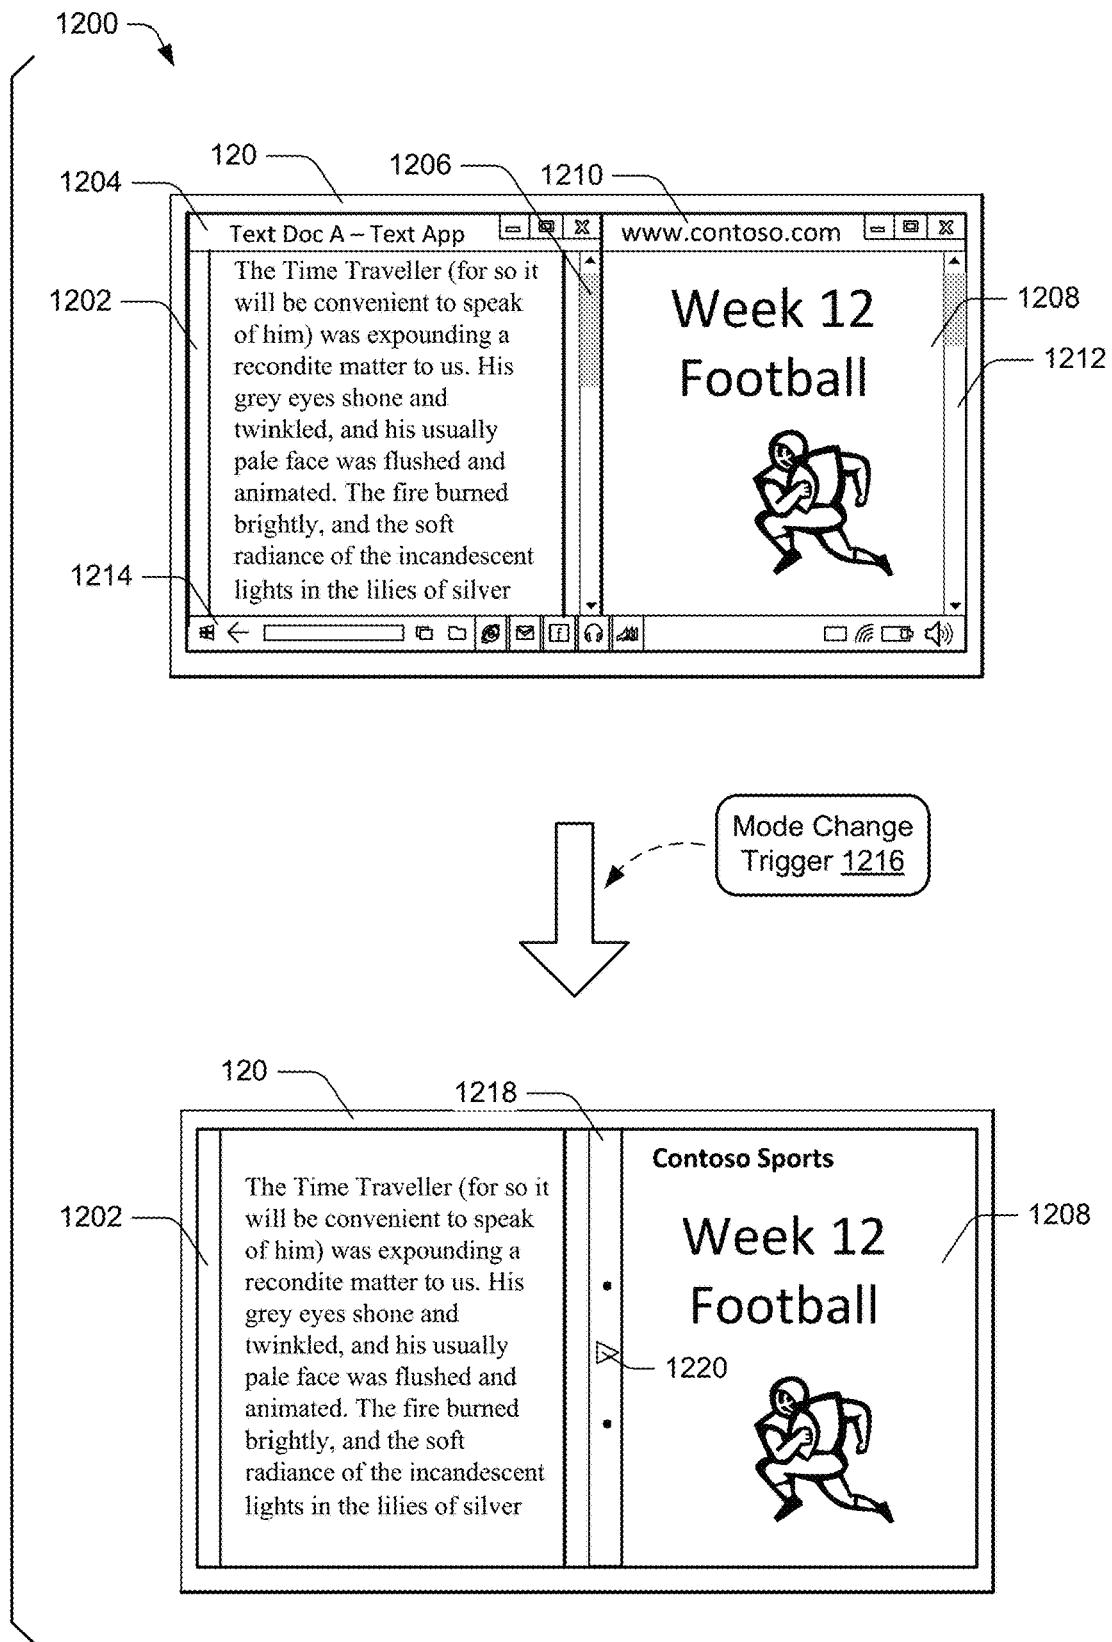 1200
120
1206
1210
1204
Text Doc A – Text App
www.contoso.com
The Time Traveller (for so it
will be convenient to speak
of him) was expounding a
recondite matter to us. His
grey eyes shone and
twinkled, and his usually
pale face was flushed and
animated. The fire burned
brightly, and the soft
radiance of the incandescent
lights in the lilies of silver
Week 12
Football
1202
1208
1212
1214
f
Mode Change
Trigger 1216
120
1218
Contoso Sports
The Time Traveller (for so it
will be convenient to speak
of him) was expounding a
recondite matter to us. His
grey eyes shone and
twinkled, and his usually
pale face was flushed and
animated. The fire burned
brightly, and the soft
radiance of the incandescent
lights in the lilies of silver
Week 12
Football
1202
1208
1220